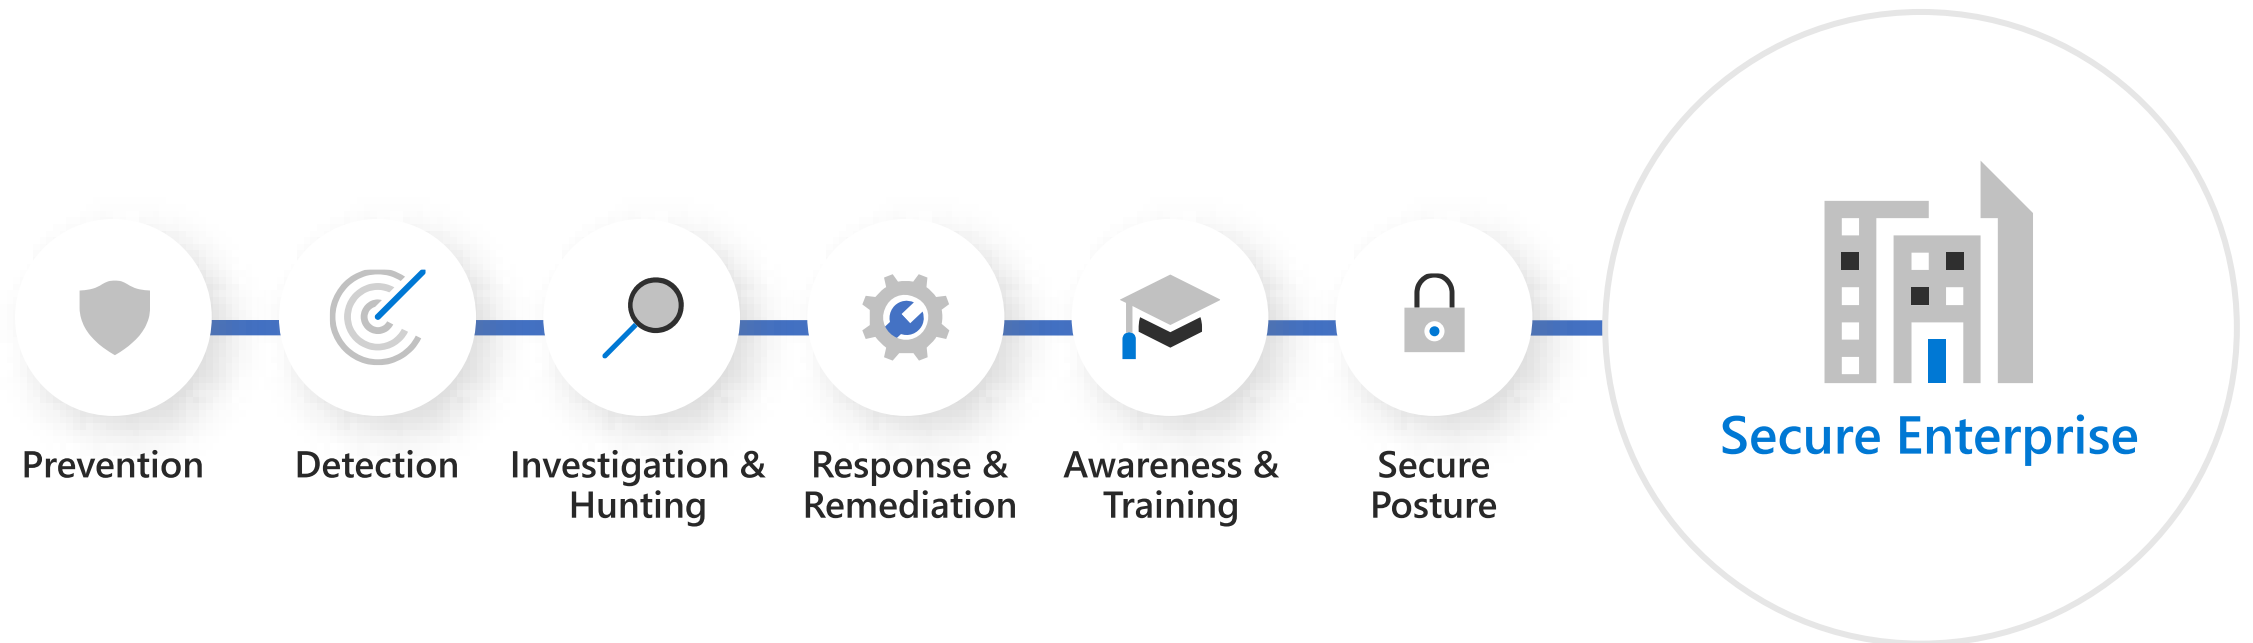 Prevention
Detection
Investigation &
Hunting
Response &
Remediation
Awareness &
Training
Secure
Posture
Secure Enterprise